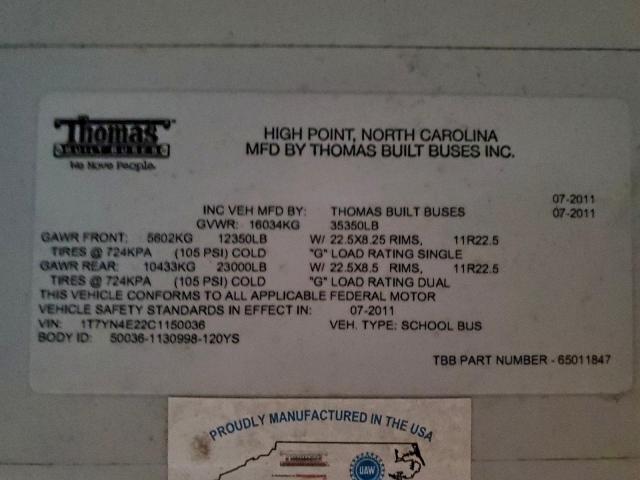 Thomas
BUILT BUSES
We Move People.
HIGH POINT, NORTH CAROLINA
MFD BY THOMAS BUILT BUSES INC.
07-2011
INC VEH MFD BY: THOMAS BUILT BUSES 07-2011
GVWR: 16034KG 35350LB
GAWR FRONT: 5602KG 12350LB W/ 22.5X8.25 RIMS, 11R22.5
TIRES @ 724KPA (105 PSI) COLD "G" LOAD RATING SINGLE
GAWR REAR: 10433KG 23000LB W/ 22.5X8.5 RIMS, 11R22.5
TIRES @ 724KPA (105 PSI) COLD "G" LOAD RATING DUAL
THIS VEHICLE CONFORMS TO ALL APPLICABLE FEDERAL MOTOR
VEHICLE SAFETY STANDARDS IN EFFECT IN: 07-2011
VIN: 1T7YN4E22C1150036 VEH. TYPE: SCHOOL BUS
BODY ID: 50036-1130998-120YS
TBB PART NUMBER - 65011847
PROUDLY MANUFACTURED IN THE USA
UAW